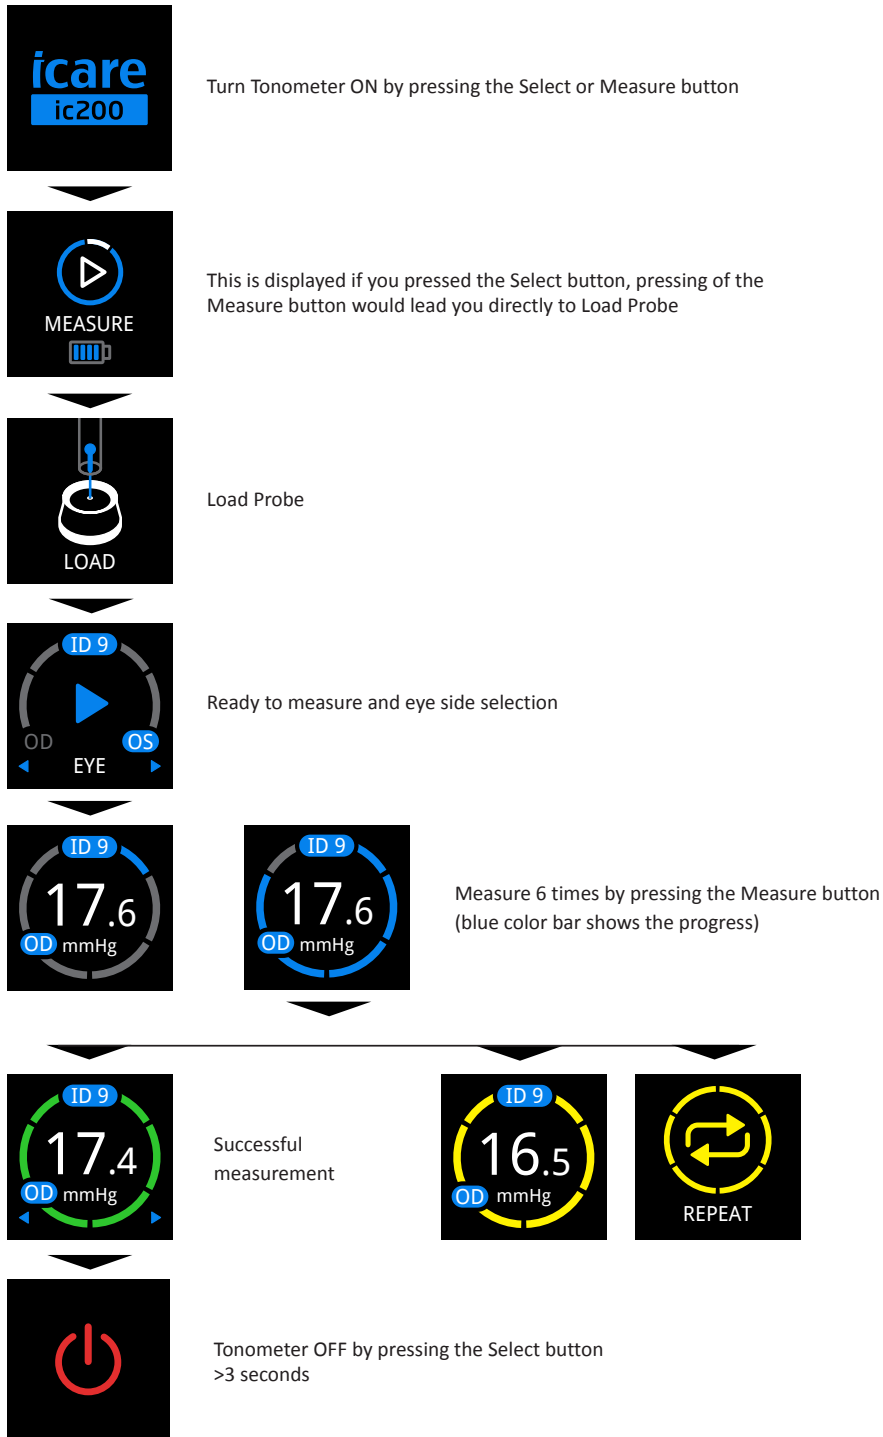 icare
ic200
Turn Tonometer ON by pressing the Select or Measure button
MEASURE
This is displayed if you pressed the Select button, pressing of the
Measure button would lead you directly to Load Probe
LOAD
Load Probe
ID 9
OD
OS
EYE
Ready to measure and eye side selection
ID 9
17.6
OD mmHg
ID 9
17.6
OD mmHg
Measure 6 times by pressing the Measure button
(blue color bar shows the progress)
ID 9
17.4
OD mmHg
Successful
measurement
ID 9
16.5
OD mmHg
REPEAT
Tonometer OFF by pressing the Select button
>3 seconds